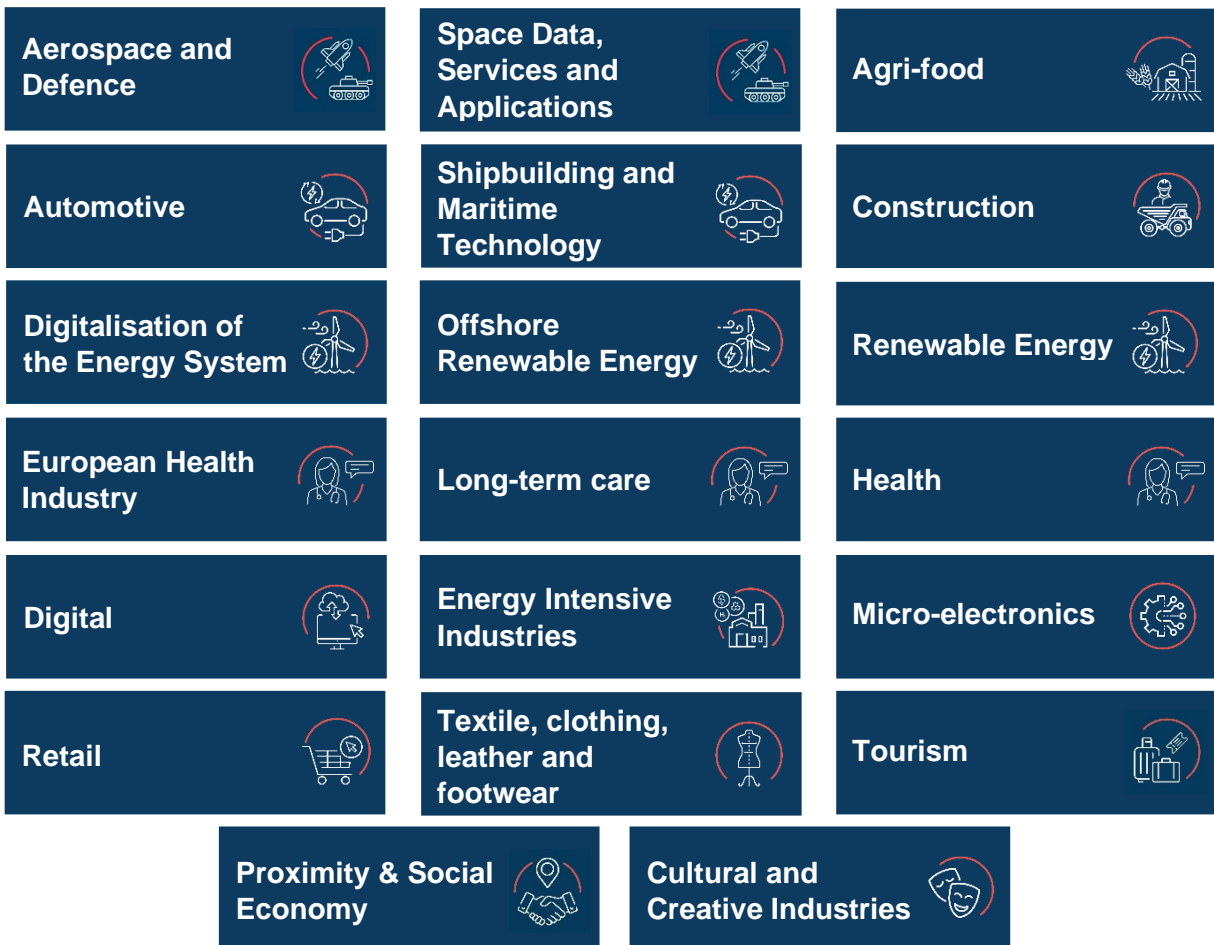 Aerospace and
Defence
Space Data,
Services and
Applications
Agri-food
Automotive
Shipbuilding and
Maritime
Technology
Construction
Digitalisation of
the Energy System
Offshore
Renewable Energy
Renewable Energy
European Health
Industry
Long-term care
Health
Digital
Energy Intensive
Industries
Micro-electronics
Retail
Textile, clothing,
leather and
footwear
Tourism
Proximity & Social
Economy
Cultural and
Creative Industries